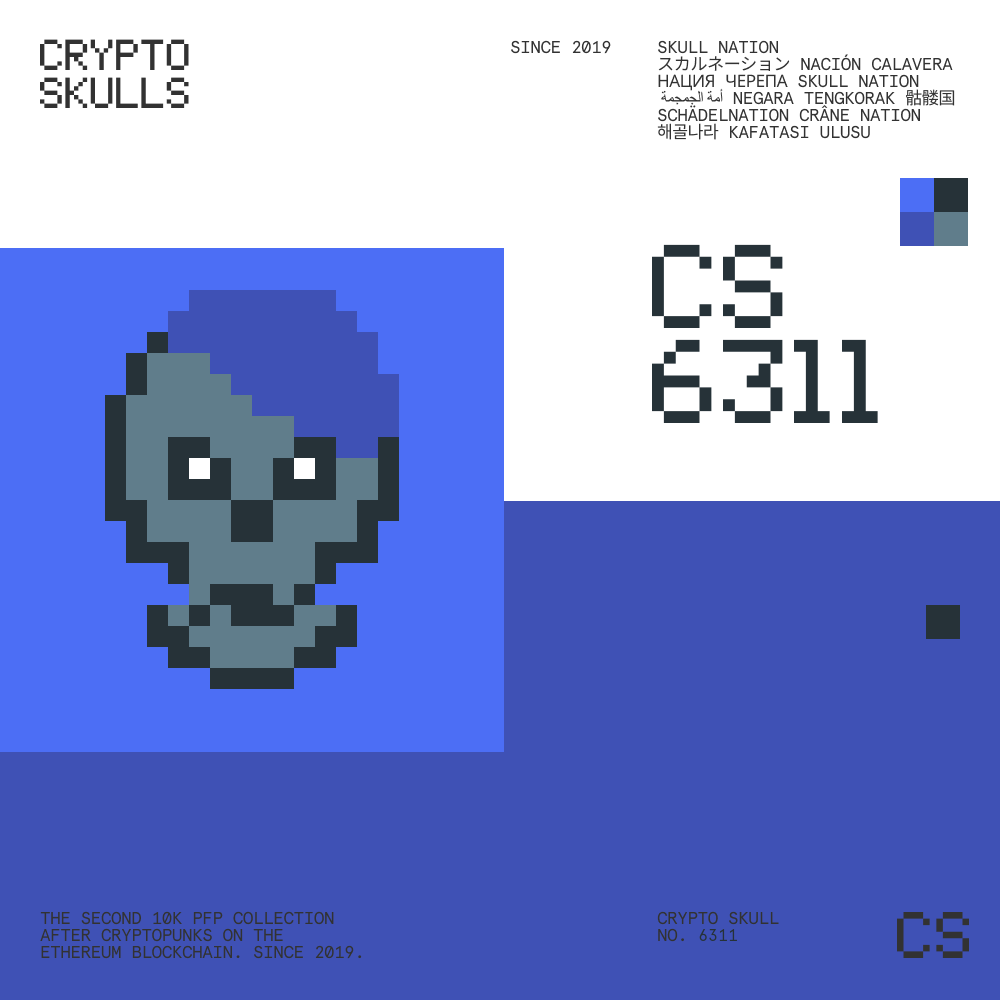 CRYPTO
SKULLS
SINCE 2019
SKULL NATION
スカルネーション NACIÓN CALAVERA
НАЦИЯ ЧЕРЕПА SKULL NATION
أمة الجمجمة NEGARA TENGKORAK 骷髅国
SCHÄDELNATION CRÂNE NATION
해골나라 KAFATASI ULUSU
CS
6311
THE SECOND 10K PFP COLLECTION
AFTER CRYPTOPUNKS ON THE
ETHEREUM BLOCKCHAIN. SINCE 2019.
CRYPTO SKULL
NO. 6311
CS